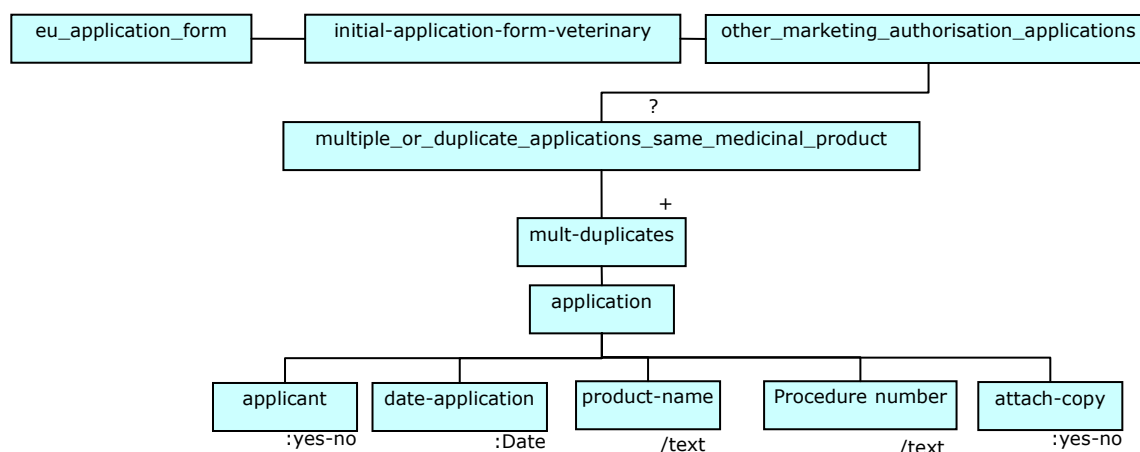 eu_application_form
initial-application-form-veterinary
other_marketing_authorisation_applications
?
multiple_or_duplicate_applications_same_medicinal_product
+
mult-duplicates
application
applicant
date-application
product-name
Procedure number
attach-copy
:yes-no
:Date
/text
/text
:yes-no